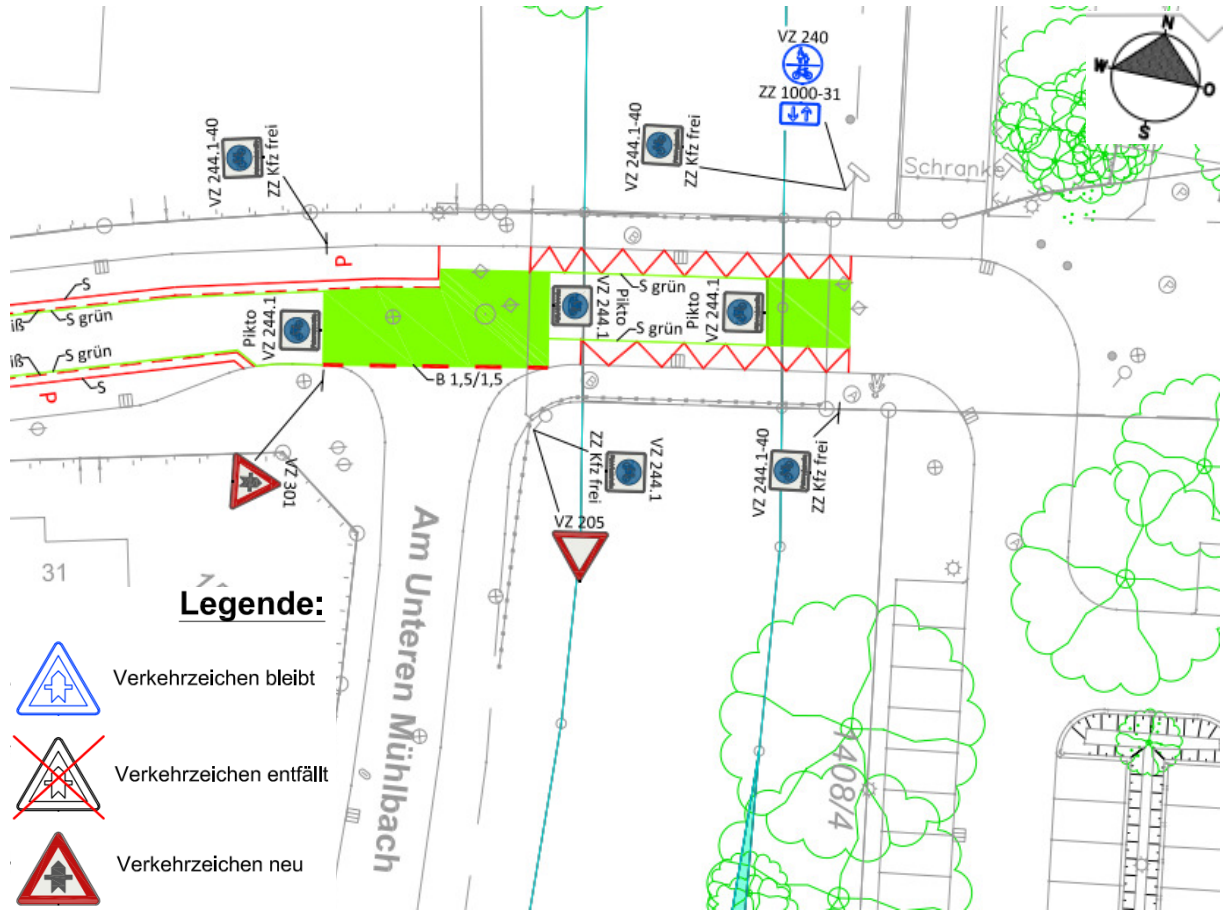 VZ 240
ZZ 1000-31
VZ 244.1-40
ZZ Kfz frei
VZ 244.1-40
ZZ Kfz frei
N
W
O
S
Schranke
P
S
S grün
iß
S grün
iß
S
P
Pikto
VZ 244.1
S grün
Pikto
VZ 244.1
S grün
Pikto
VZ 244.1
B 1,5/1,5
B
B
A
A
P
P
VZ 301
ZZ Kfz frei
VZ 244.1
VZ 205
VZ 244.1-40
ZZ Kfz frei
31
Am Unteren Mühlbach
1408/4
Legende:
Verkehrzeichen bleibt
Verkehrzeichen entfällt
Verkehrzeichen neu